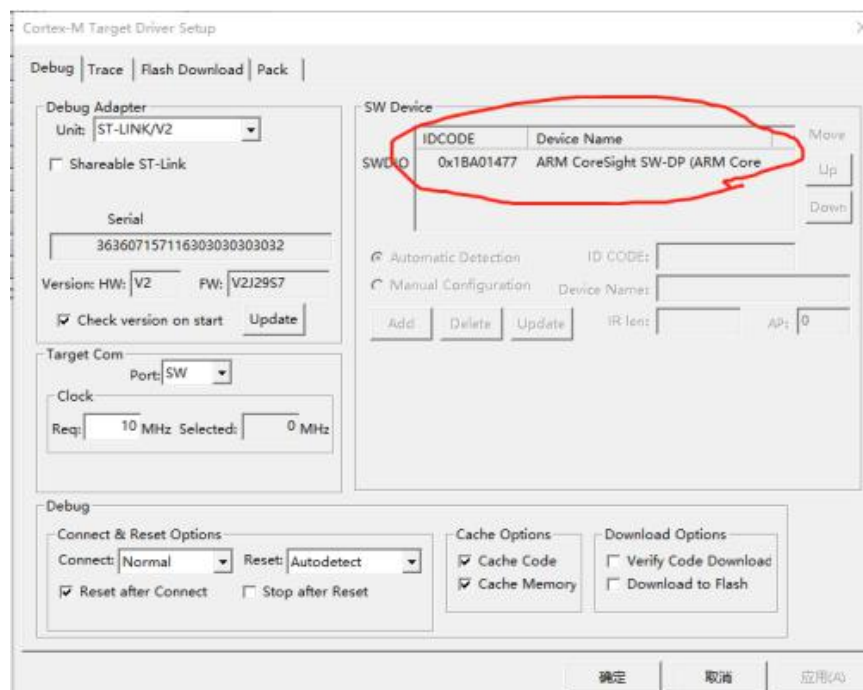 Cortex-M Target Driver Setup
Debug Trace Flash Download Pack
Debug Adapter
Unit: ST-LINK/V2
Shareable ST-Link
Serial
363607157116303030303032
Version: HW: V2 FW: V2J29S7
Check version on start Update
Target Com
Port: SW
Clock
Req: 10 MHz Selected: 0 MHz
SW Device
IDCODE Device Name Move
SWDIO 0x1BA01477 ARM CoreSight SW-DP (ARM Core Up
Down
Automatic Detection ID CODE:
Manual Configuration Device Name:
Add Delete Update IR len: AP: 0
Debug
Connect & Reset Options
Connect: Normal Reset: Autodetect
Reset after Connect Stop after Reset
Cache Options
Cache Code
Cache Memory
Download Options
Verify Code Download
Download to Flash
确定 取消 应用(A)